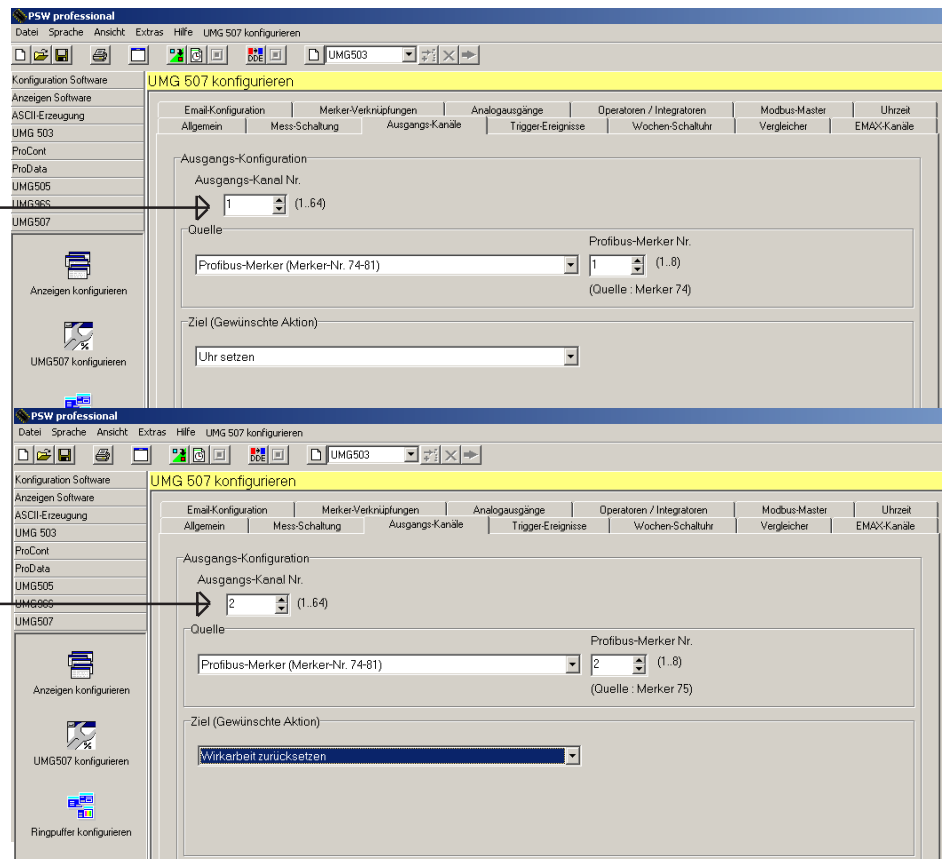 PSW professional
Datei Sprache Ansicht Extras Hilfe UMG 507 konfigurieren
DDE UMG503
Konfiguration Software
Anzeigen Software
ASCII-Erzeugung
UMG 503
ProCont
ProData
UMG505
UMG96S
UMG507
Anzeigen konfigurieren
UMG507 konfigurieren
UMG 507 konfigurieren
Email-Konfiguration Merker-Verknüpfungen Analogausgänge Operatoren / Integratoren Modbus-Master Uhrzeit
Allgemein Mess-Schaltung Ausgangs-Kanäle Trigger-Ereignisse Wochen-Schaltuhr Vergleicher EMAX-Kanäle
Ausgangs-Konfiguration
Ausgangs-Kanal Nr.
1 (1..64)
Quelle
Profibus-Merker Nr.
Profibus-Merker (Merker-Nr. 74-81) 1 (1..8)
(Quelle : Merker 74)
Ziel (Gewünschte Aktion)
Uhr setzen
PSW professional
Datei Sprache Ansicht Extras Hilfe UMG 507 konfigurieren
DDE UMG503
Konfiguration Software
Anzeigen Software
ASCII-Erzeugung
UMG 503
ProCont
ProData
UMG505
UMG96S
UMG507
Anzeigen konfigurieren
UMG507 konfigurieren
Ringpuffer konfigurieren
UMG 507 konfigurieren
Email-Konfiguration Merker-Verknüpfungen Analogausgänge Operatoren / Integratoren Modbus-Master Uhrzeit
Allgemein Mess-Schaltung Ausgangs-Kanäle Trigger-Ereignisse Wochen-Schaltuhr Vergleicher EMAX-Kanäle
Ausgangs-Konfiguration
Ausgangs-Kanal Nr.
2 (1..64)
Quelle
Profibus-Merker Nr.
Profibus-Merker (Merker-Nr. 74-81) 2 (1..8)
(Quelle : Merker 75)
Ziel (Gewünschte Aktion)
Wirkarbeit zurücksetzen